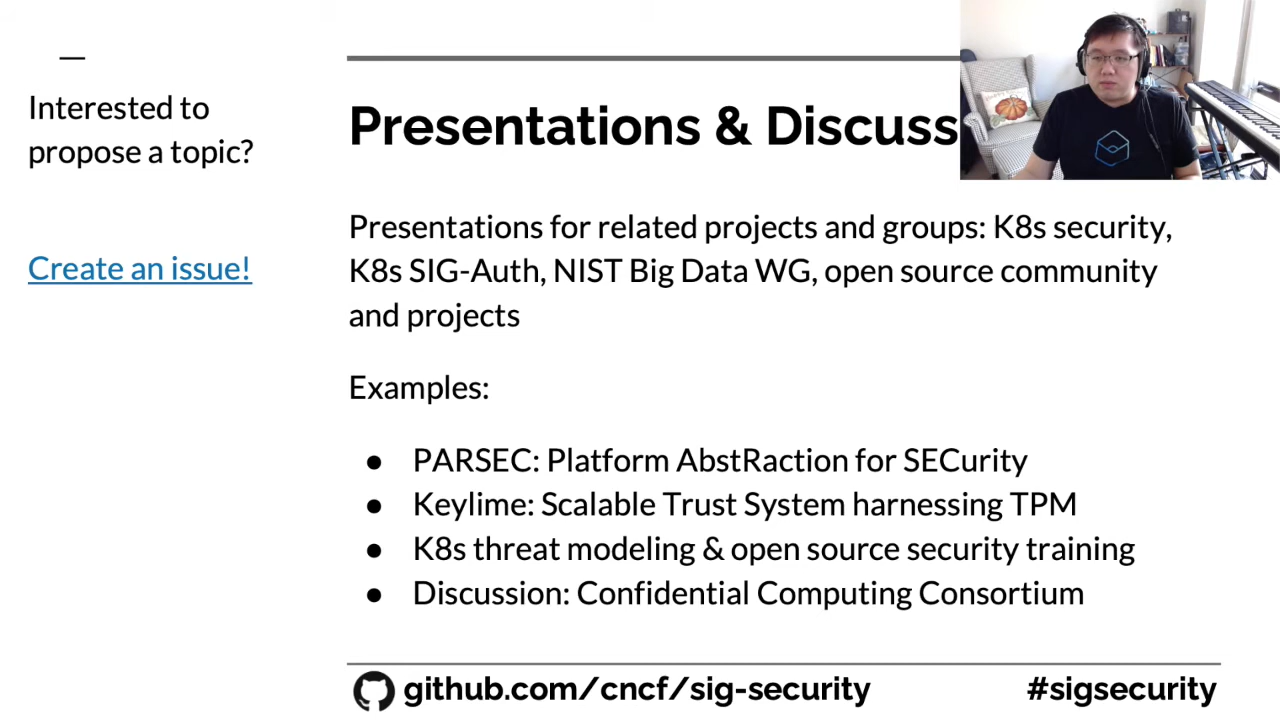 Interested to
propose a topic?
Create an issue!
Presentations & Discuss
Presentations for related projects and groups: K8s security,
K8s SIG-Auth, NIST Big Data WG, open source community
and projects
Examples:
● PARSEC: Platform AbstRaction for SECurity
● Keylime: Scalable Trust System harnessing TPM
● K8s threat modeling & open source security training
● Discussion: Confidential Computing Consortium
github.com/cncf/sig-security #sigsecurity